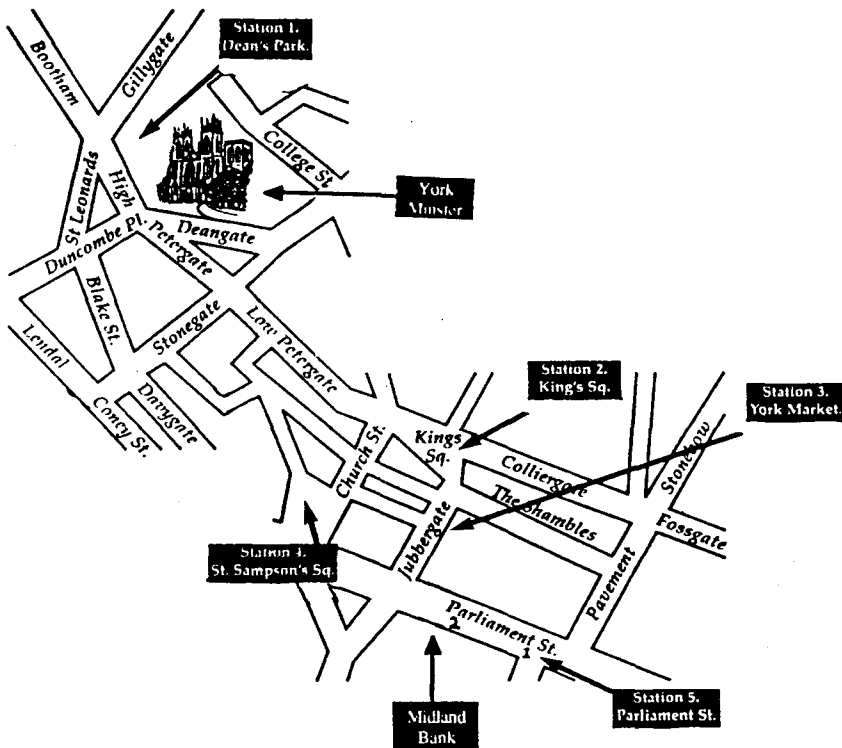 Station 1.
Dean's Park.
Bootham
Gillygate
College St
York
Minster
St Leonards
High
Petergate
Deangate
Duncombe Pl.
Blake St.
Stonegate
Lendal
Coney St.
Davygate
Low Petergate
Station 2.
King's Sq.
Station 3.
York Market.
Kings
Sq.
Church St.
Colliergate
Stonebow
The Shambles
Fossgate
Jubbergate
Pavement
Station 4.
St. Sampson's Sq.
Parliament St.
2
1
Station 5.
Parliament St.
Midland
Bank